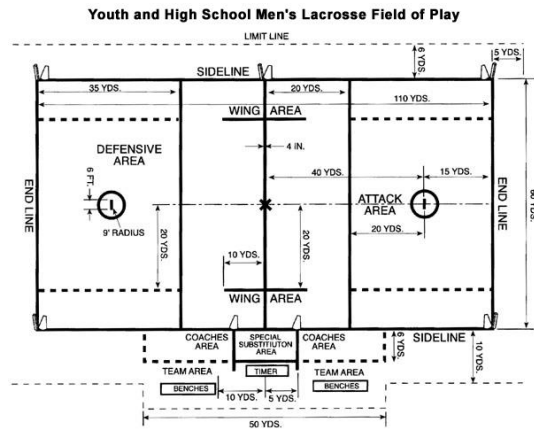 Youth and High School Men's Lacrosse Field of Play
LIMIT LINE
6 YDS.
5 YDS.
SIDELINE
35 YDS.
20 YDS.
110 YDS.
WING AREA
DEFENSIVE
AREA
4 IN.
40 YDS.
15 YDS.
6 FT.
END LINE
ATTACK
AREA
END LINE
60 YDS.
9' RADIUS
20 YDS.
20 YDS.
20 YDS.
10 YDS.
WING AREA
COACHES
AREA
SPECIAL
SUBSTITIUTON
AREA
COACHES
AREA
SIDELINE
6 YDS.
10 YDS.
TEAM AREA
TIMER
TEAM AREA
BENCHES
BENCHES
10 YDS.
5 YDS.
50 YDS.